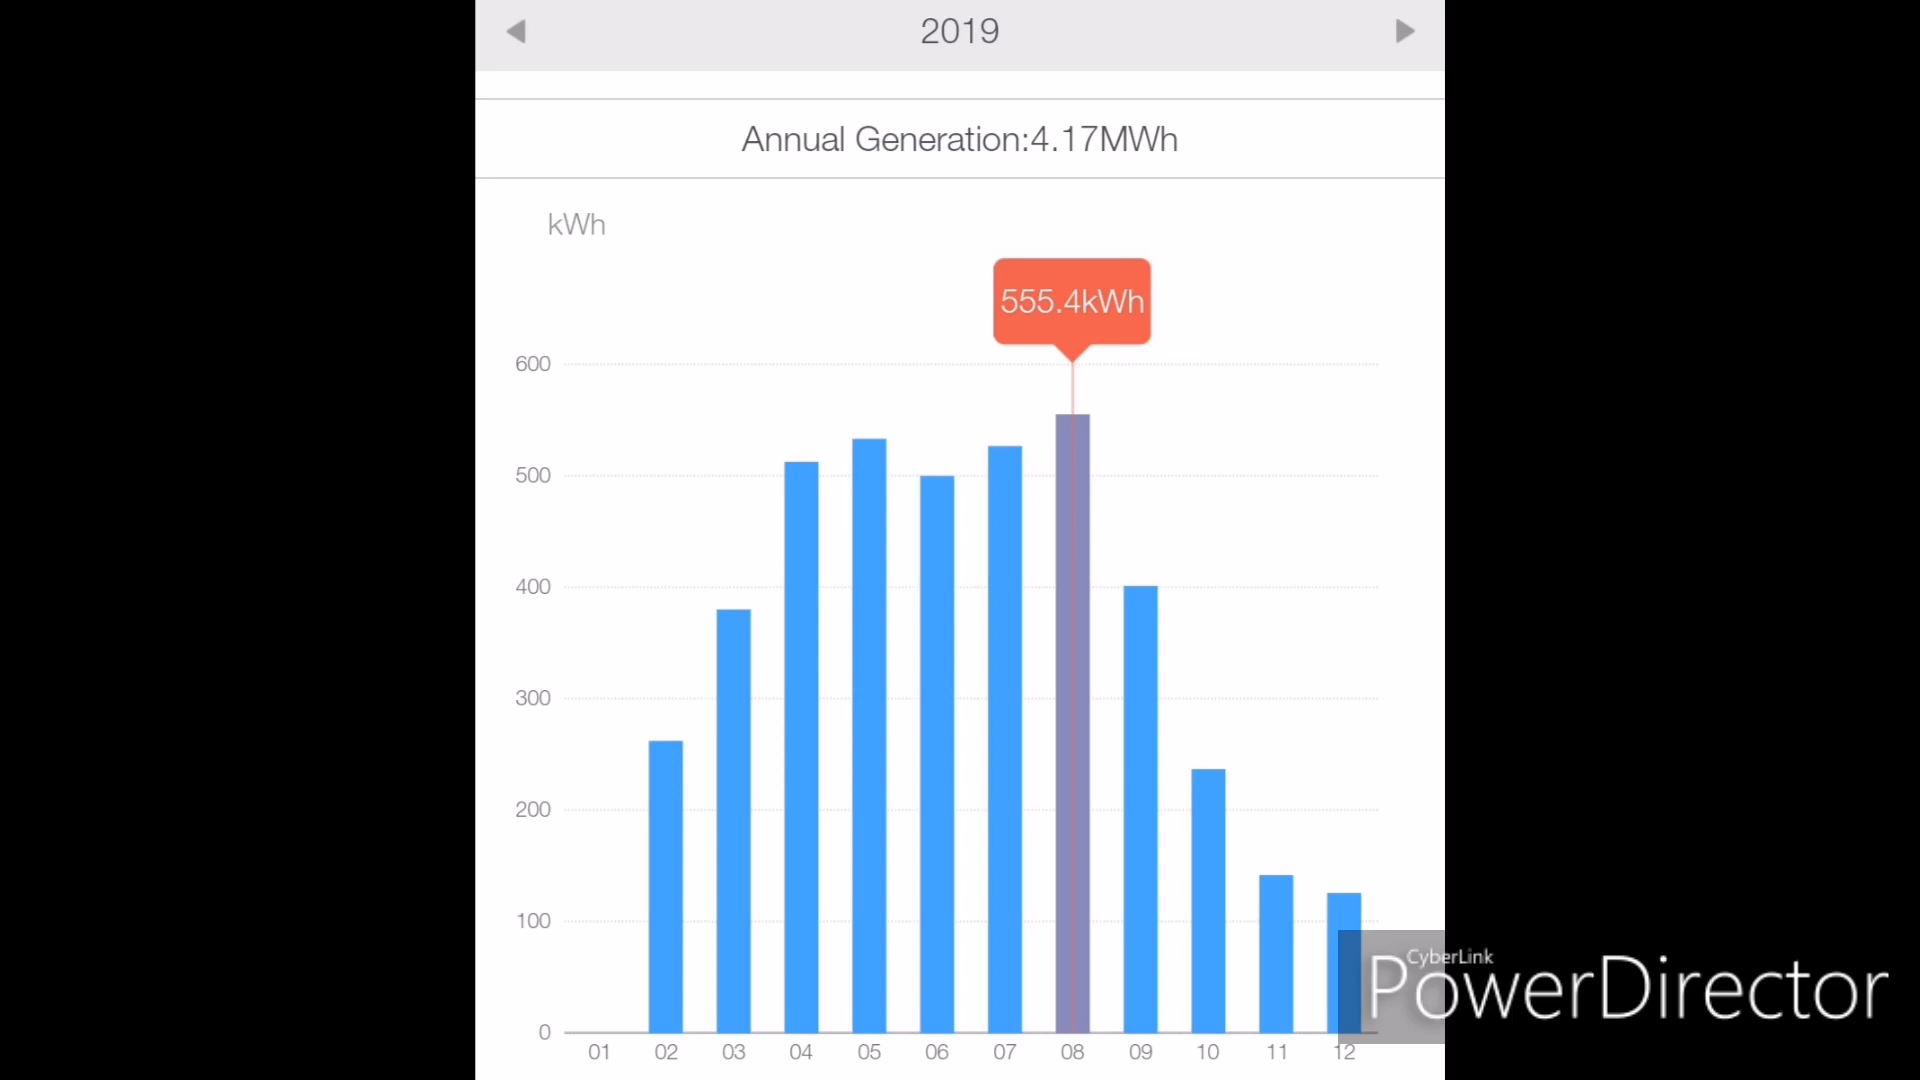 2019
Annual Generation:4.17MWh
kWh
555.4kWh
600
500
400
300
200
100
0
01 02 03 04 05 06 07 08 09 10 11 12
CyberLink
PowerDirector